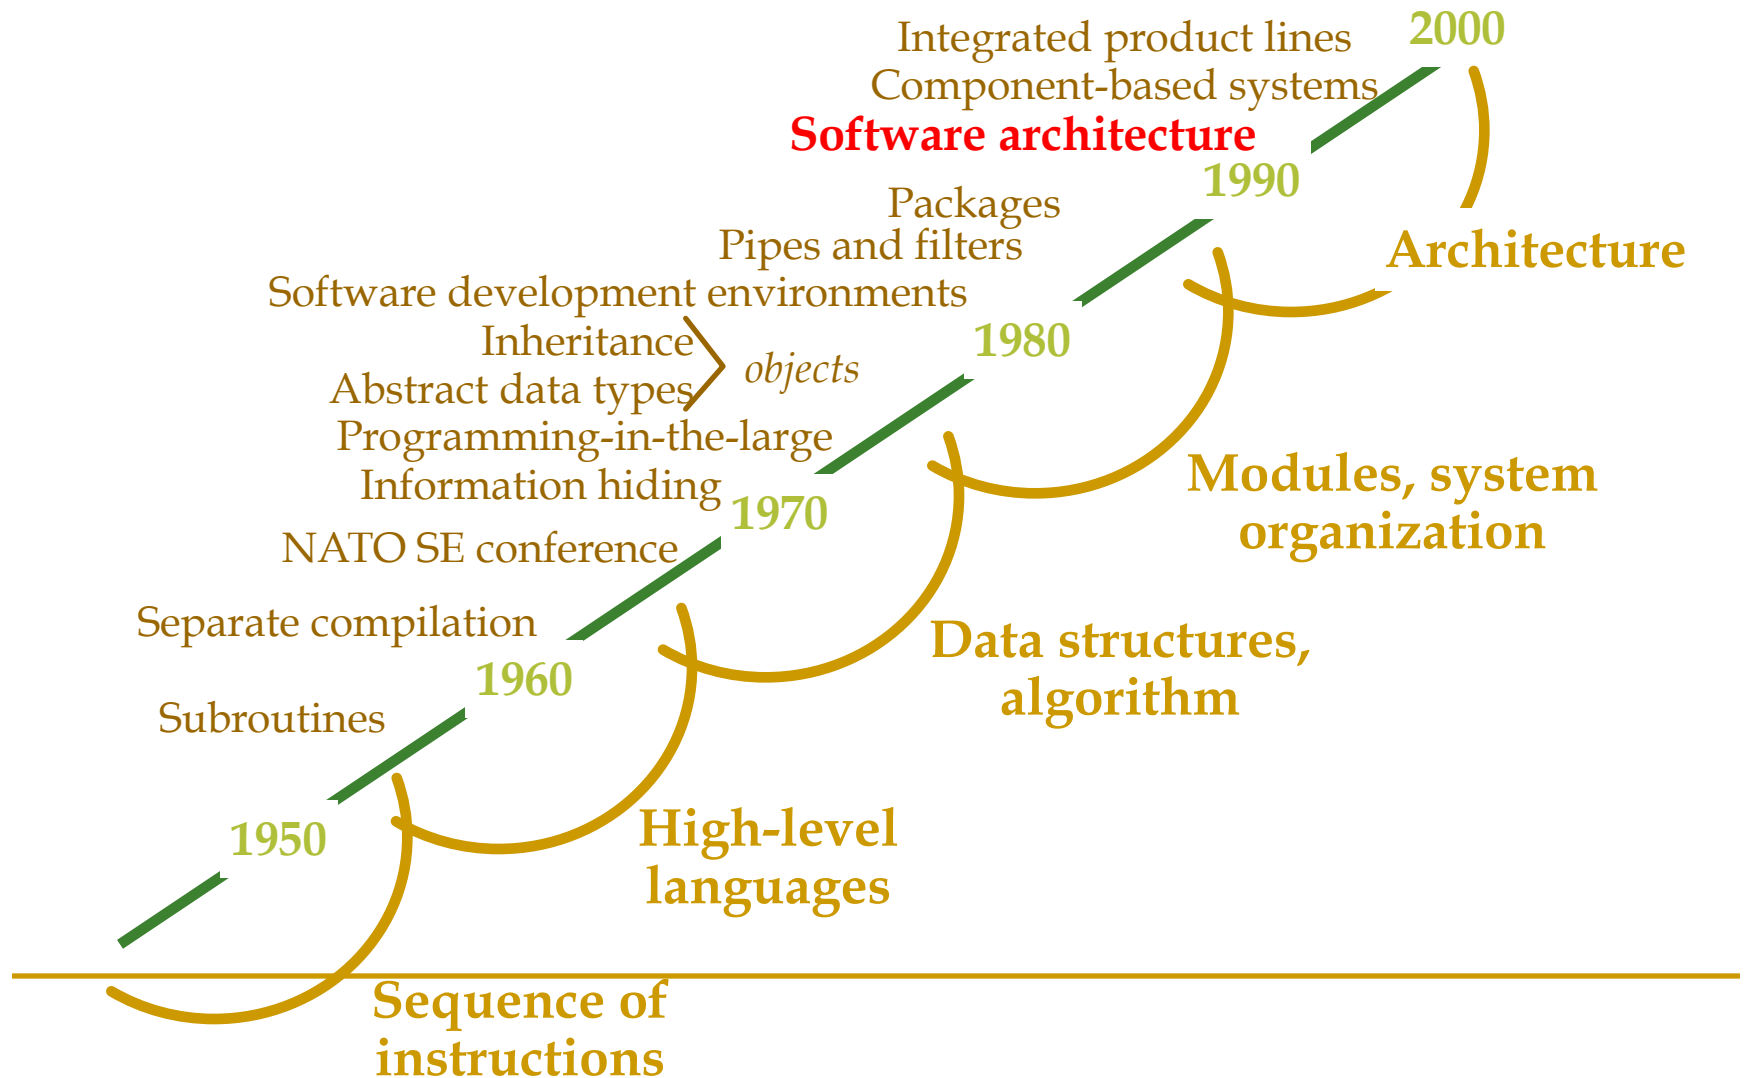 2000
Integrated product lines
Component-based systems
Software architecture
1990
Packages
Architecture
Pipes and filters
Software development environments
Inheritance
1980
objects
Abstract data types
Programming-in-the-large
Information hiding
Modules, system
organization
1970
NATO SE conference
Separate compilation
Data structures,
algorithm
1960
Subroutines
High-level
languages
1950
Sequence of
instructions